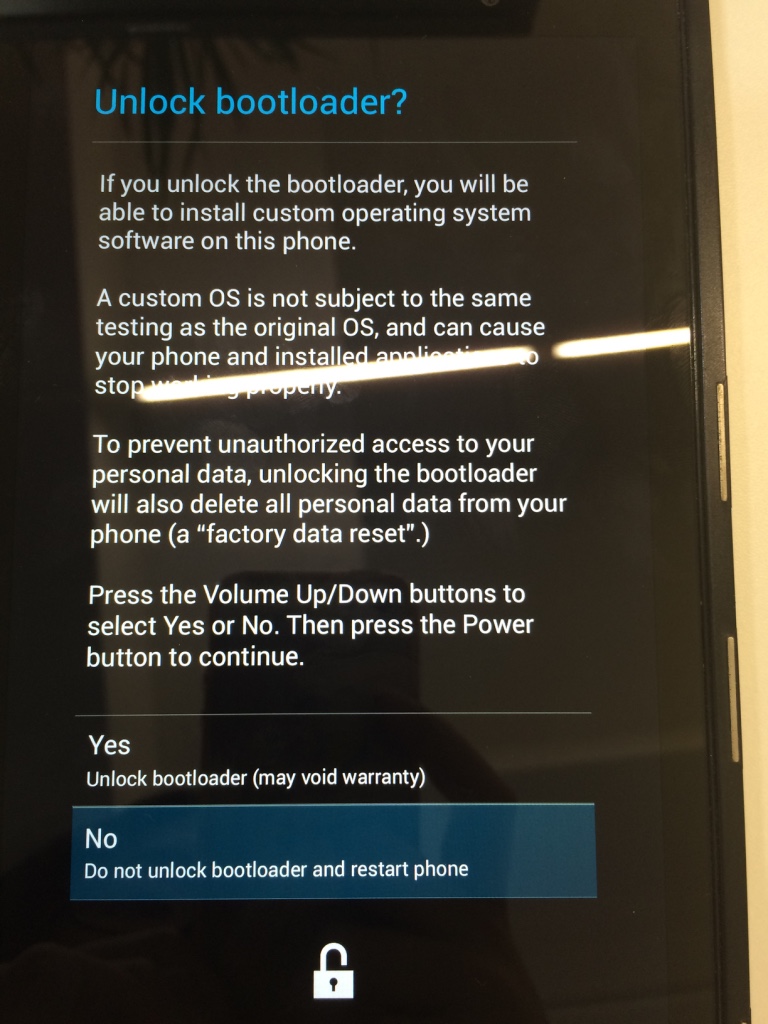 Unlock bootloader?
If you unlock the bootloader, you will be
able to install custom operating system
software on this phone.
A custom OS is not subject to the same
testing as the original OS, and can cause
your phone and installed applications to
stop working properly.
To prevent unauthorized access to your
personal data, unlocking the bootloader
will also delete all personal data from your
phone (a “factory data reset”.)
Press the Volume Up/Down buttons to
select Yes or No. Then press the Power
button to continue.
Yes
Unlock bootloader (may void warranty)
No
Do not unlock bootloader and restart phone